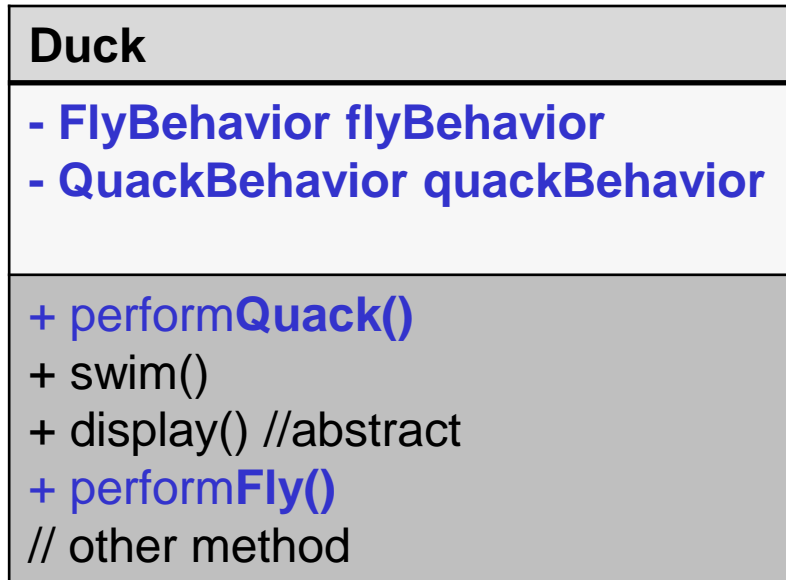 Duck
- FlyBehavior flyBehavior
- QuackBehavior quackBehavior
+ performQuack()
+ swim()
+ display() //abstract
+ performFly()
// other method